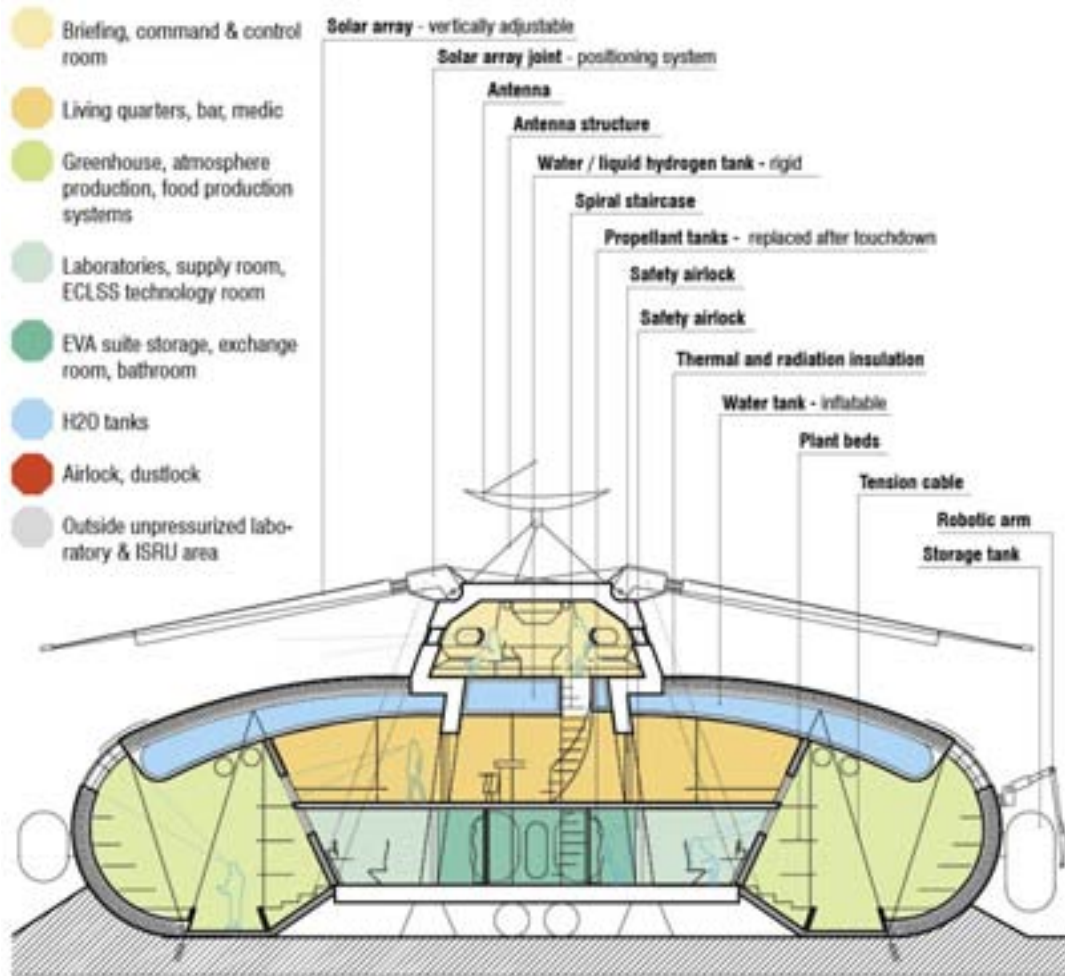 Briefing, command & control
room
Living quarters, bar, medic
Greenhouse, atmosphere
production, food production
systems
Laboratories, supply room,
ECLSS technology room
EVA suite storage, exchange
room, bathroom
H2O tanks
Airlock, dustlock
Outside unpressurized labo-
ratory & ISRU area
Solar array - vertically adjustable
Solar array joint - positioning system
Antenna
Antenna structure
Water / liquid hydrogen tank - rigid
Spiral staircase
Propellant tanks - replaced after touchdown
Safety airlock
Safety airlock
Thermal and radiation insulation
Water tank - inflatable
Plant beds
Tension cable
Robotic arm
Storage tank